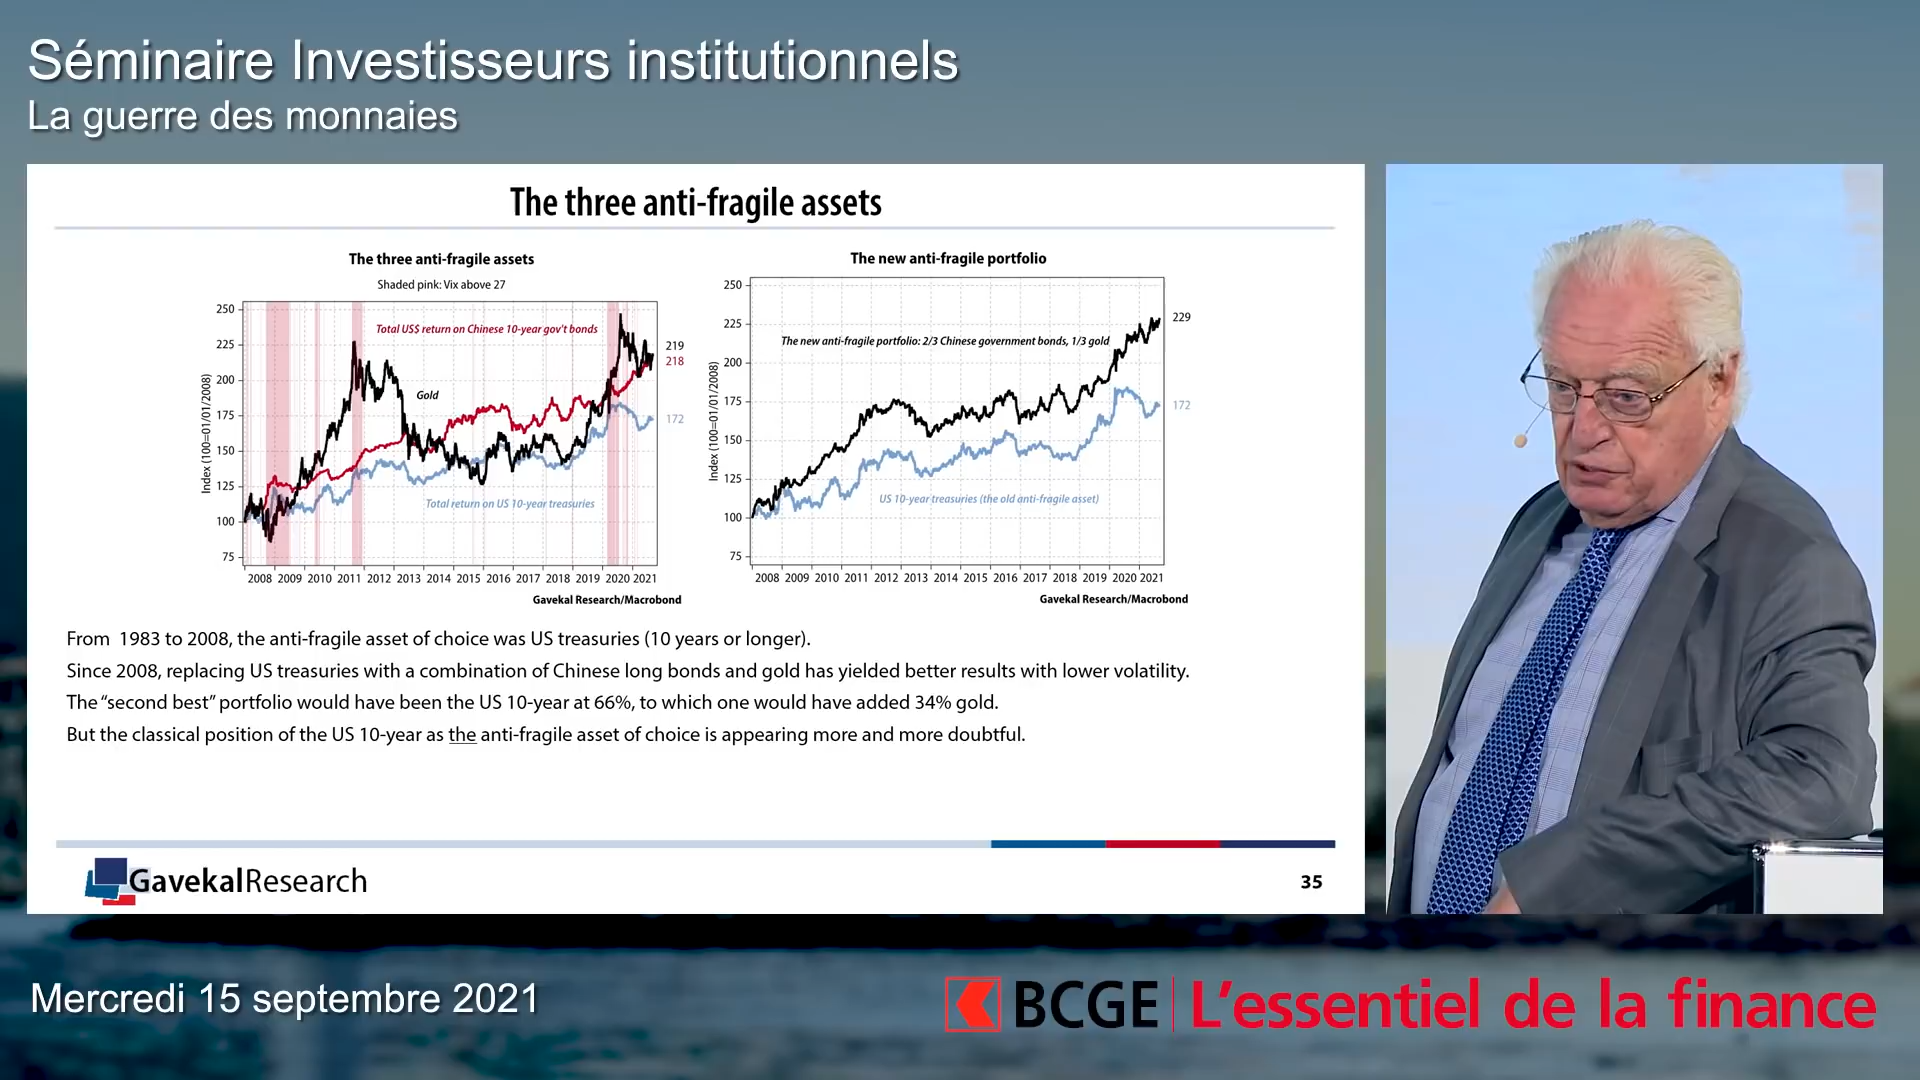 Séminaire Investisseurs institutionnels
La guerre des monnaies
The three anti-fragile assets
The three anti-fragile assets
Shaded pink: Vix above 27
250
225
200
175
150
125
100
75
Index (100=01/01/2008)
Total US$ return on Chinese 10-year gov't bonds
Gold
Total return on US 10-year treasuries
219
218
172
2008 2009 2010 2011 2012 2013 2014 2015 2016 2017 2018 2019 2020 2021
Gavekal Research/Macrobond
The new anti-fragile portfolio
250
225
200
175
150
125
100
75
Index (100=01/01/2008)
The new anti-fragile portfolio: 2/3 Chinese government bonds, 1/3 gold
US 10-year treasuries (the old anti-fragile asset)
229
172
2008 2009 2010 2011 2012 2013 2014 2015 2016 2017 2018 2019 2020 2021
Gavekal Research/Macrobond
From 1983 to 2008, the anti-fragile asset of choice was US treasuries (10 years or longer).
Since 2008, replacing US treasuries with a combination of Chinese long bonds and gold has yielded better results with lower volatility.
The “second best” portfolio would have been the US 10-year at 66%, to which one would have added 34% gold.
But the classical position of the US 10-year as the anti-fragile asset of choice is appearing more and more doubtful.
GavekalResearch
35
Mercredi 15 septembre 2021
BCGE L’essentiel de la finance